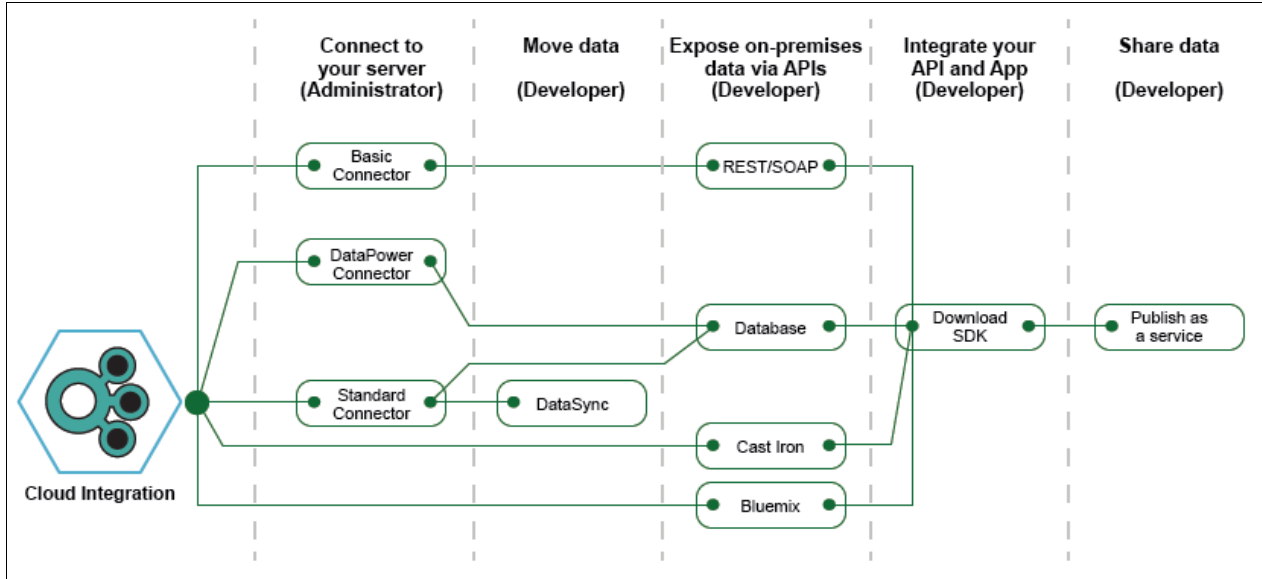 Connect to
your server
(Administrator)
Move data
(Developer)
Expose on-premises
data via APIs
(Developer)
Integrate your
API and App
(Developer)
Share data
(Developer)
Basic
Connector
REST/SOAP
DataPower
Connector
Database
Download
SDK
Publish as
a service
Standard
Connector
DataSync
Cast Iron
Cloud Integration
Bluemix